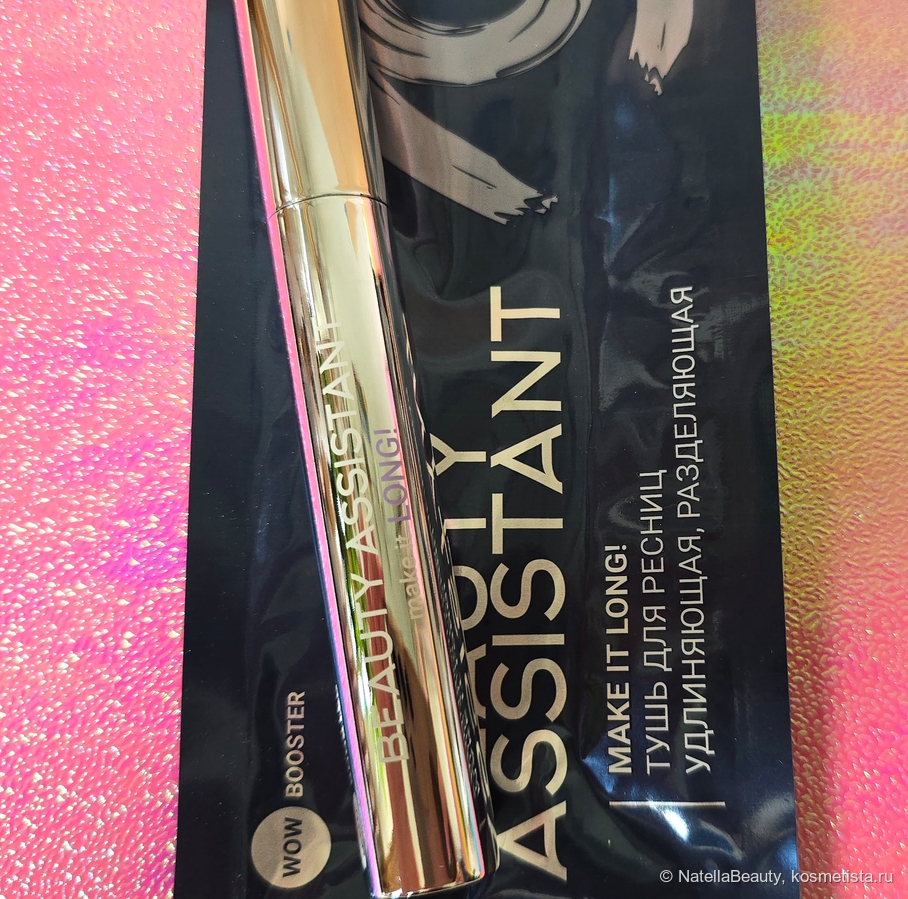 BEAUTY ASSISTANT
make it LONG!
ASSISTANT
MAKE IT LONG!
ТУШЬ ДЛЯ РЕСНИЦ
УДЛИНЯЮЩАЯ, РАЗДЕЛЯЮЩАЯ
WOW BOOSTER
© NatellaBeauty, kosmetista.ru